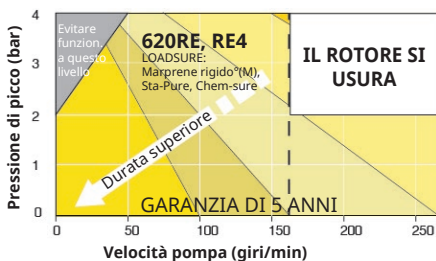 Pressione di picco (bar)
4
3
2
1
0
Evitare
funzion.
a questo
livello
620RE, RE4
LOADSURE:
Marprene rigido°(M),
Sta-Pure, Chem-sure
IL ROTORE SI
USURA
Durata superiore
GARANZIA DI 5 ANNI
0 50 100 150 200 250
Velocità pompa (giri/min)